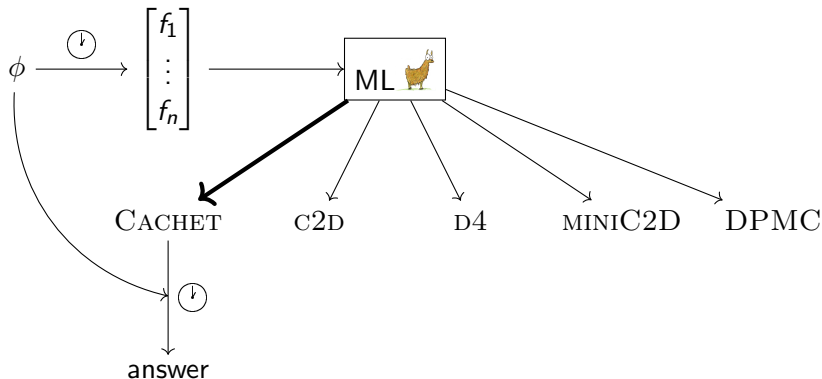 ϕ
f₁
⋮
fₙ
ML
CACHET
C2D
D4
MINIC2D
DPMC
answer